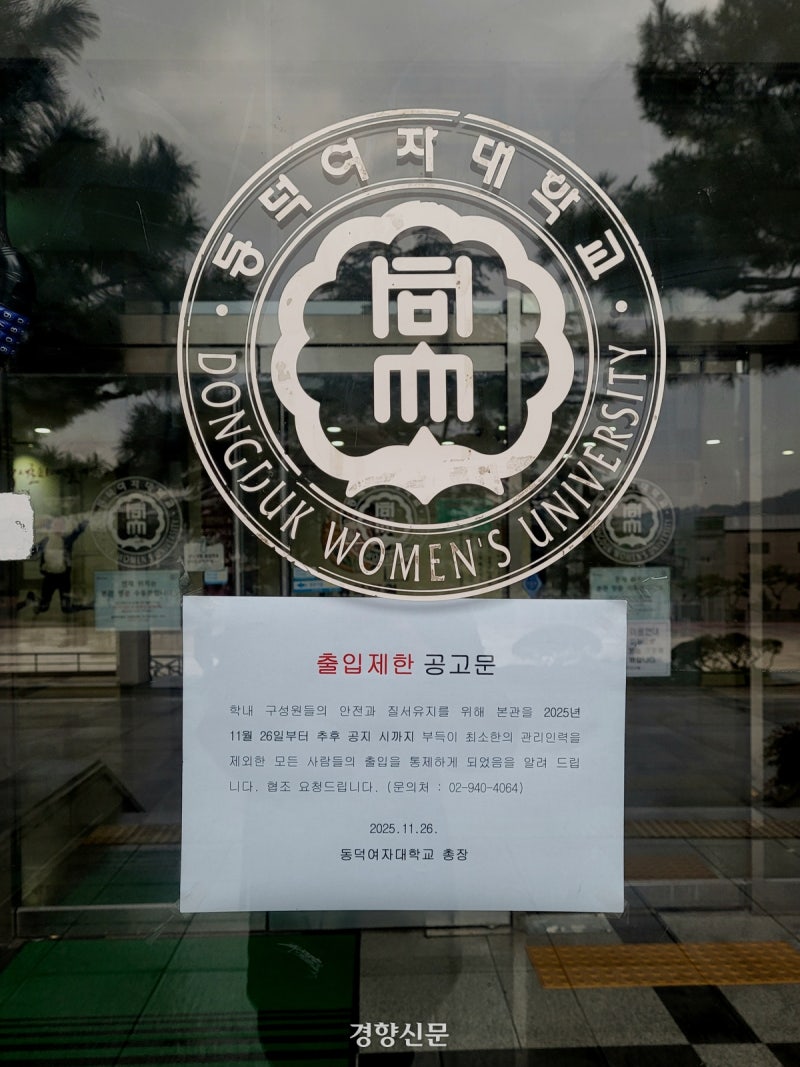 동덕여자대학교
DONGDUK WOMEN'S UNIVERSITY
출입제한 공고문
학내 구성원들의 안전과 질서유지를 위해 본관을 2025년
11월 26일부터 추후 공지 시까지 부득이 최소한의 관리인력을
제외한 모든 사람들의 출입을 통제하게 되었음을 알려 드립
니다. 협조 요청드립니다. (문의처 : 02-940-4064)
2025.11.26.
동덕여자대학교 총장
경향신문